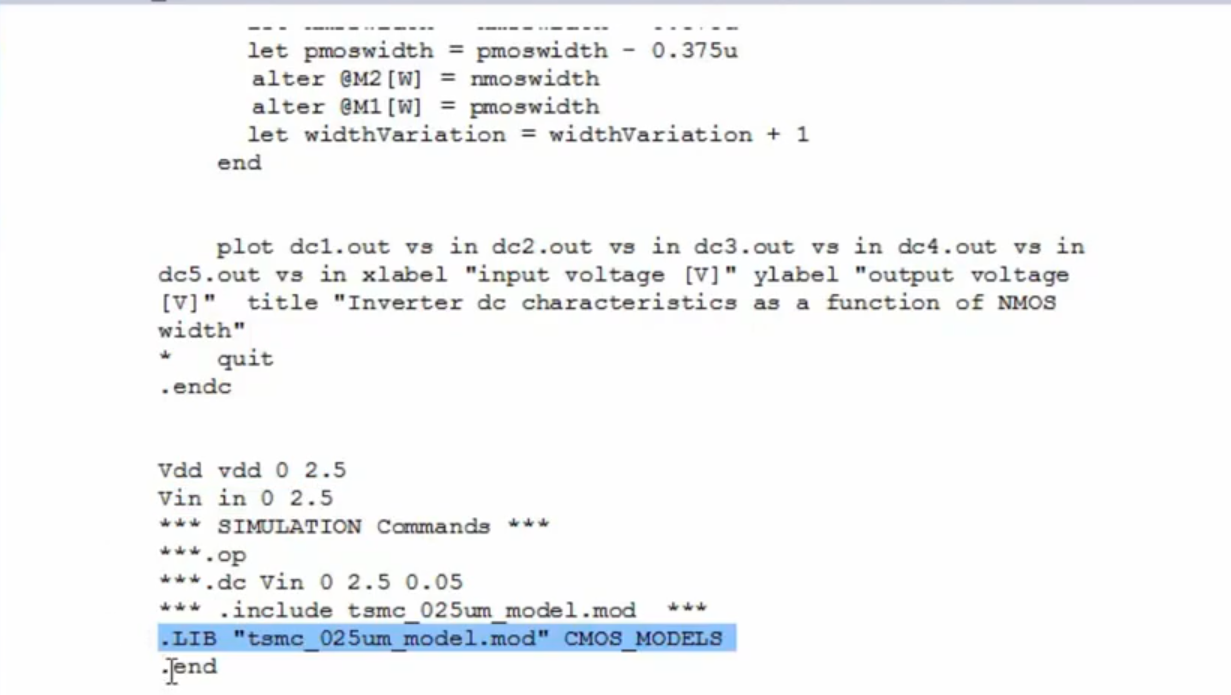 let pmoswidth = pmoswidth - 0.375u
alter @M2[W] = nmoswidth
alter @M1[W] = pmoswidth
let widthVariation = widthVariation + 1
end
plot dc1.out vs in dc2.out vs in dc3.out vs in dc4.out vs in
dc5.out vs in xlabel "input voltage [V]" ylabel "output voltage
[V]"  title "Inverter dc characteristics as a function of NMOS
width"
*   quit
.endc
Vdd vdd 0 2.5
Vin in 0 2.5
*** SIMULATION Commands ***
***.op
***.dc Vin 0 2.5 0.05
*** .include tsmc_025um_model.mod  ***
.LIB "tsmc_025um_model.mod" CMOS_MODELS
.end